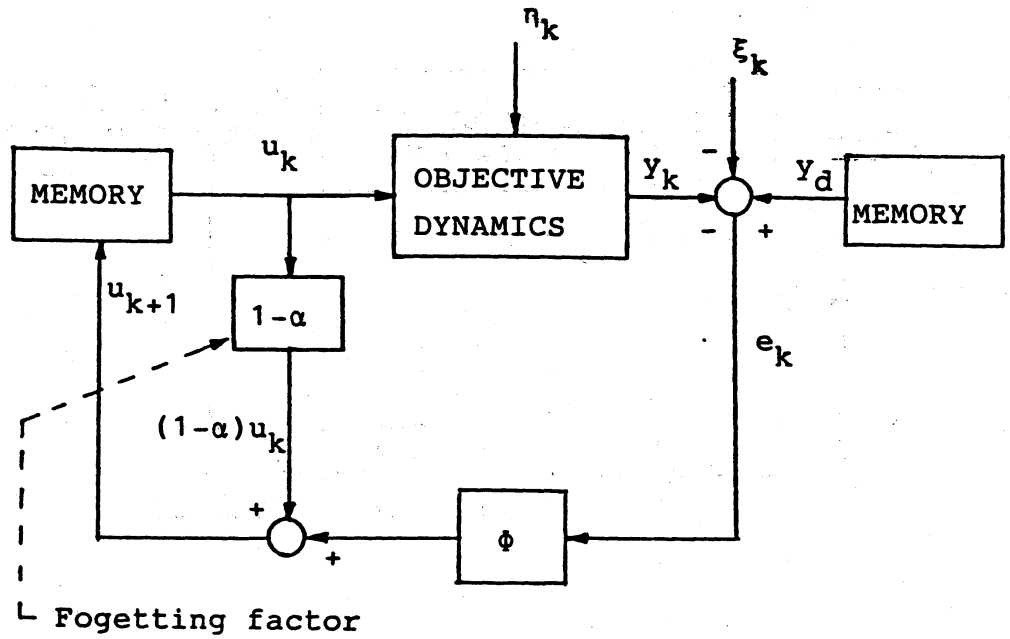 η_k
ξ_k
MEMORY
u_k
OBJECTIVE
DYNAMICS
y_k
-
-
+
y_d
MEMORY
u_{k+1}
1-α
e_k
(1-α)u_k
+
+
Φ
Fogetting factor